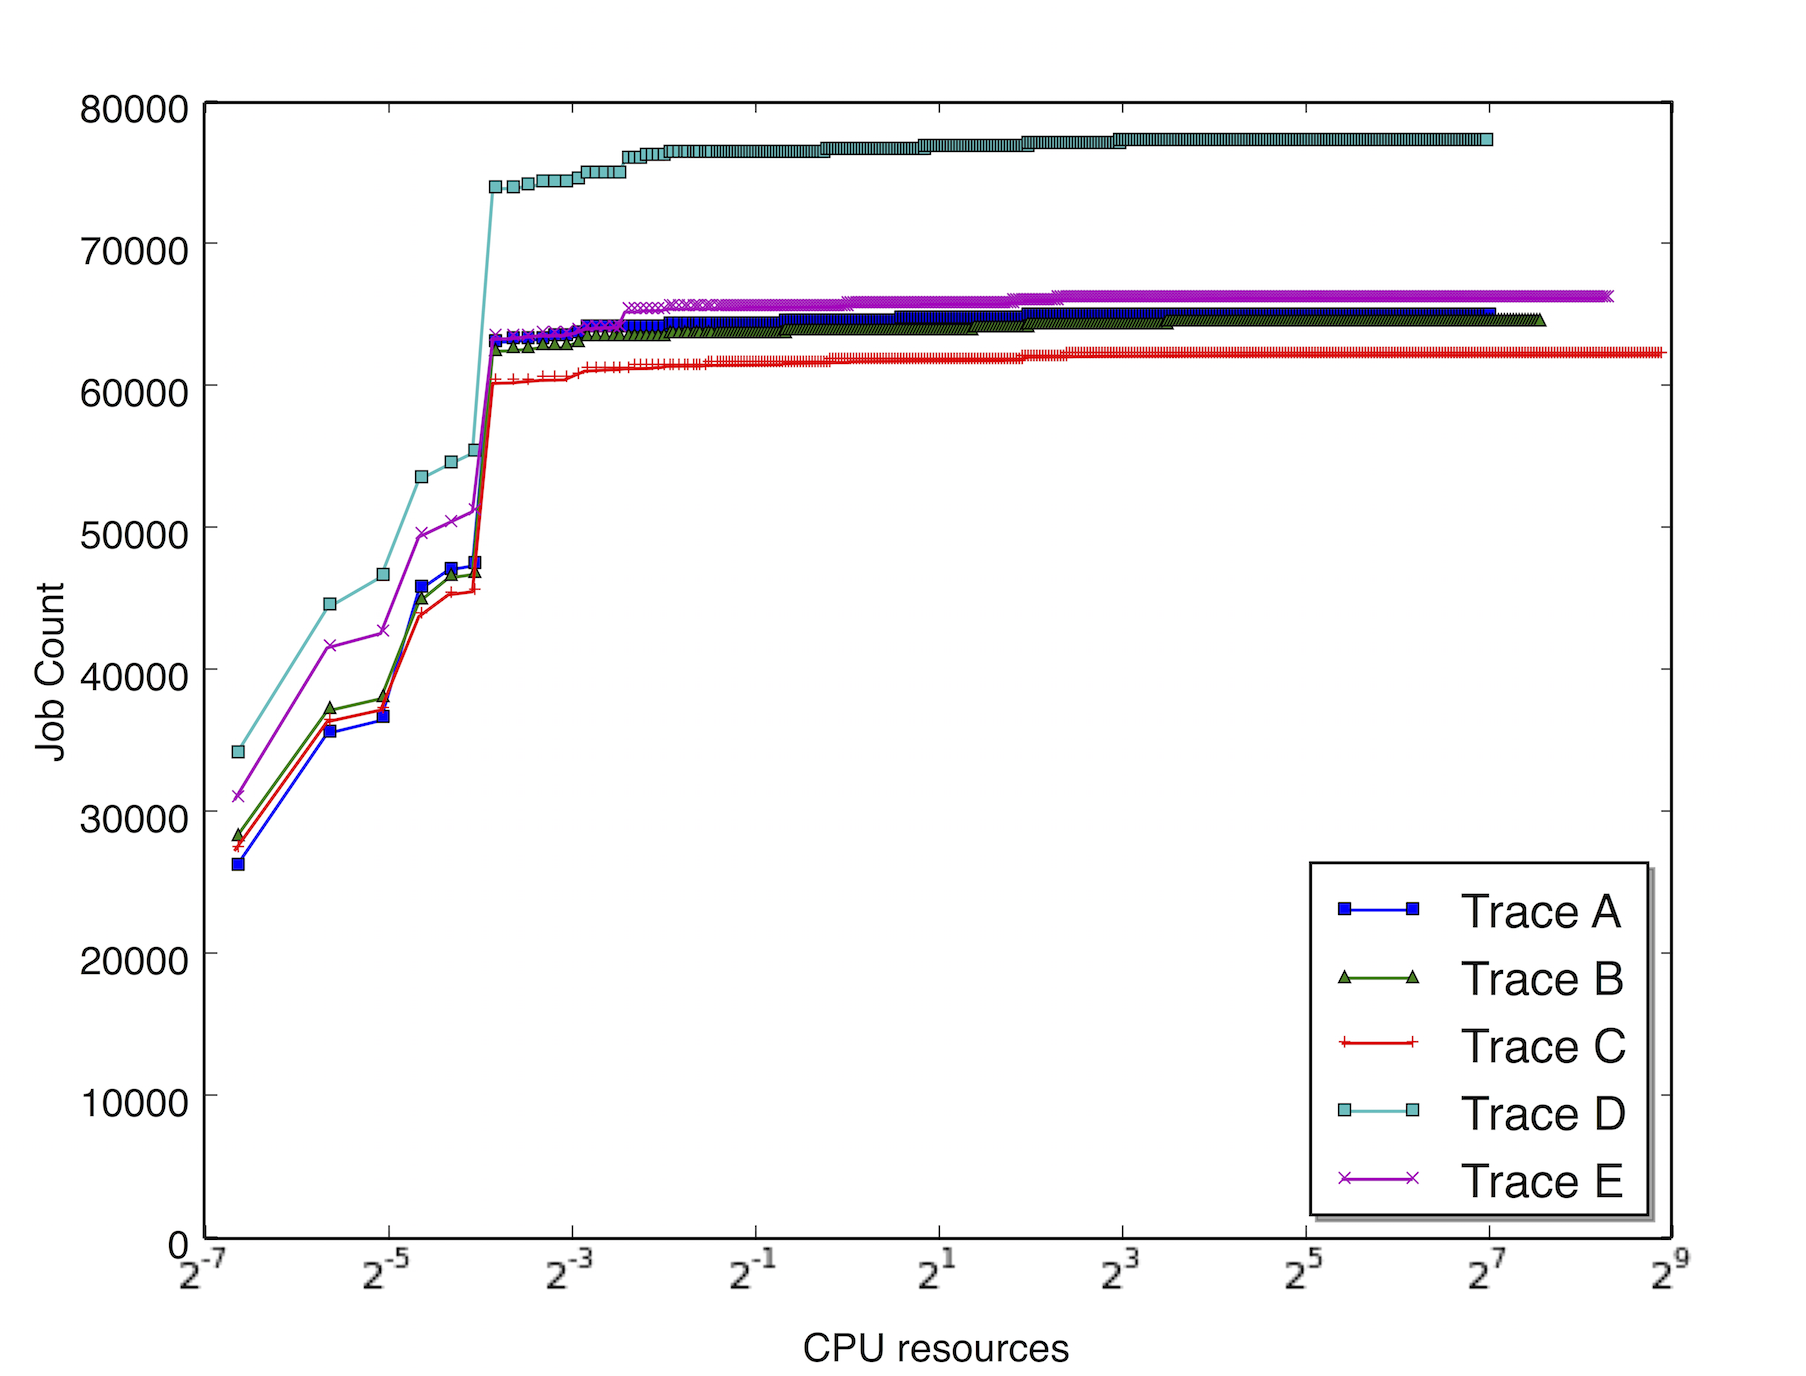 80000
70000
60000
50000
40000
30000
20000
10000
0
Job Count
2^-7 2^-5 2^-3 2^-1 2^1 2^3 2^5 2^7 2^9
CPU resources
Trace A
Trace B
Trace C
Trace D
Trace E